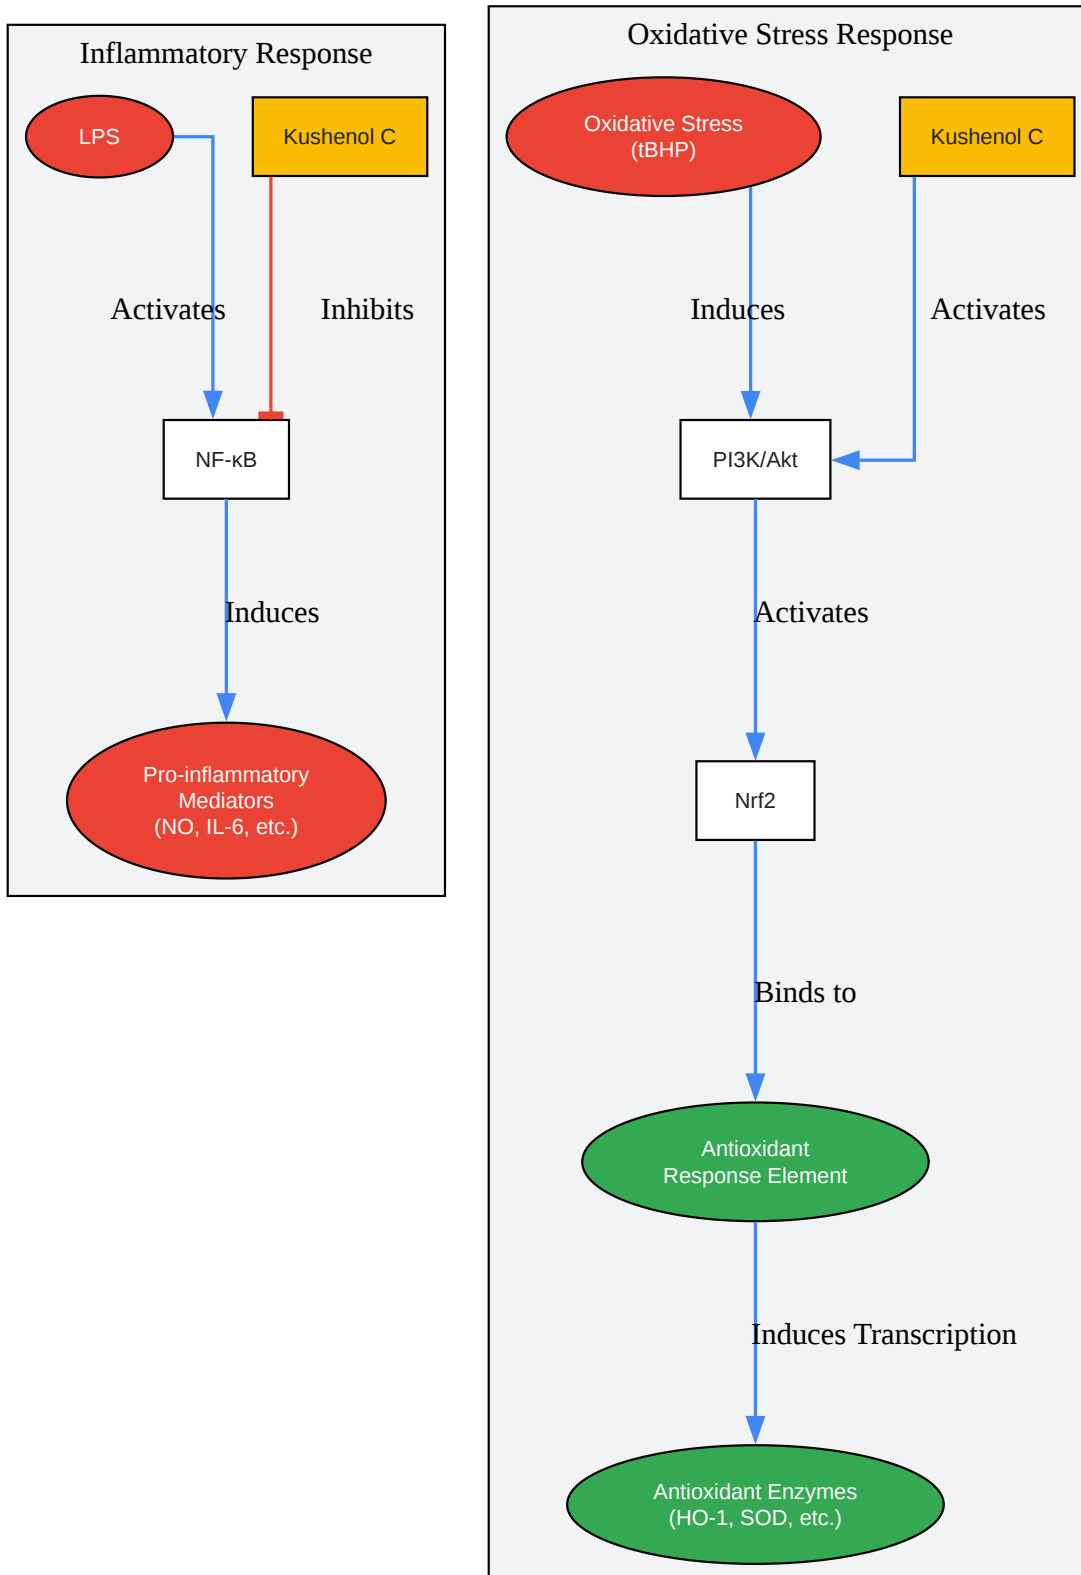 Inflammatory Response
LPS
Kushenol C
Activates
Inhibits
NF-κB
Induces
Pro-inflammatory
Mediators
(NO, IL-6, etc.)
Oxidative Stress Response
Oxidative Stress
(tBHP)
Kushenol C
Induces
Activates
PI3K/Akt
Activates
Nrf2
Binds to
Antioxidant
Response Element
Induces Transcription
Antioxidant Enzymes
(HO-1, SOD, etc.)